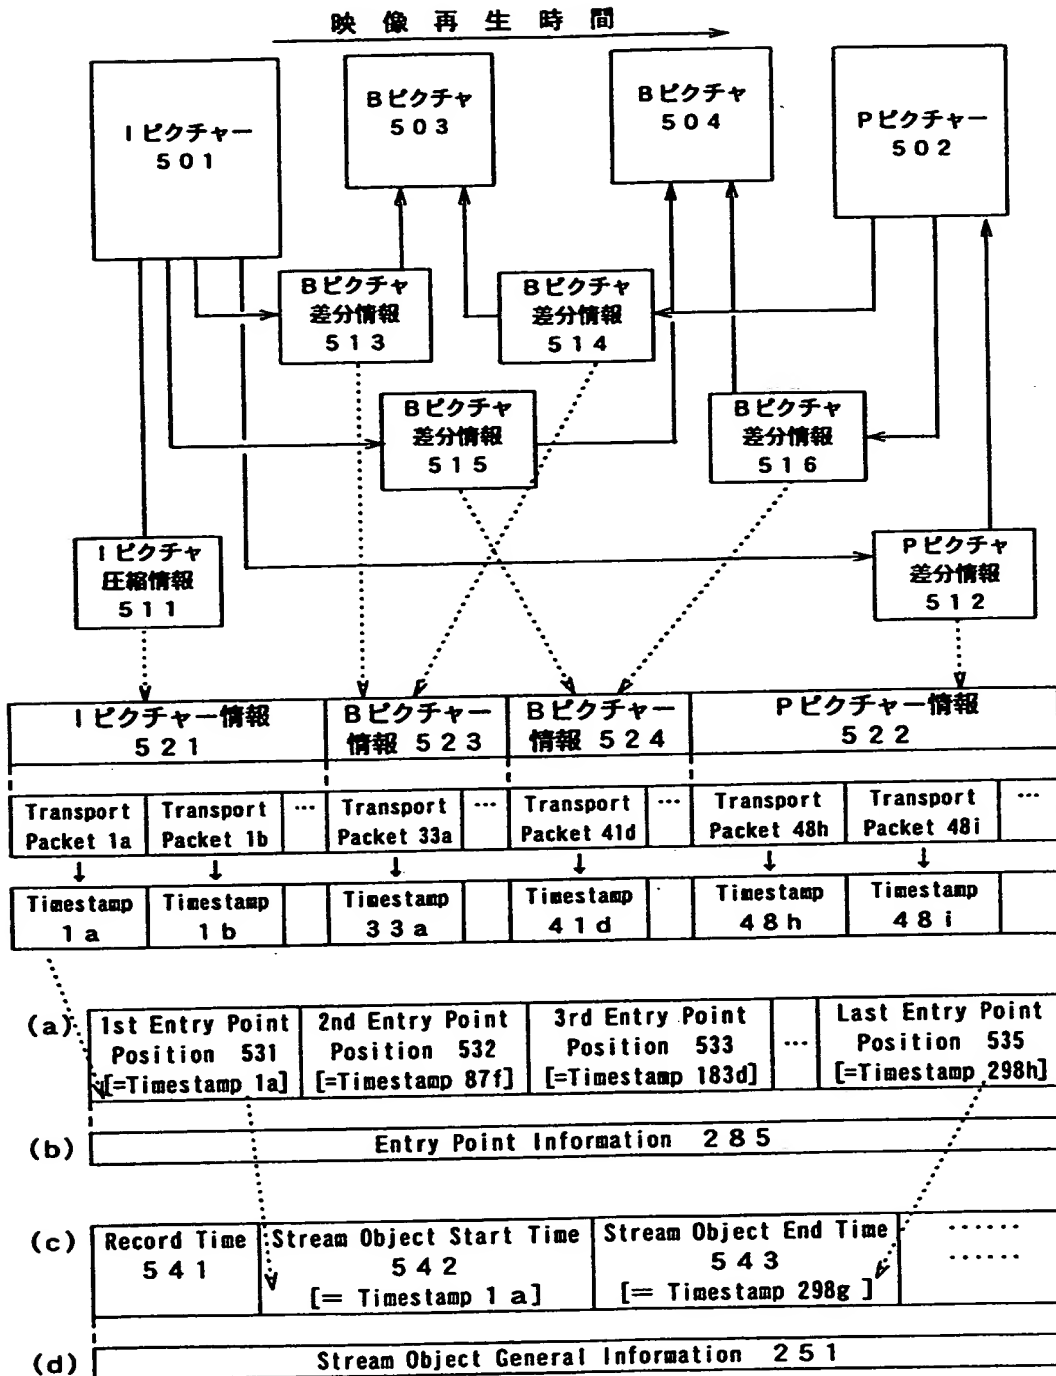 映像再生時間
Iピクチャー
501
Bピクチャ
503
Bピクチャ
504
Pピクチャー
502
Bピクチャ
差分情報
513
Bピクチャ
差分情報
514
Bピクチャ
差分情報
515
Bピクチャ
差分情報
516
Iピクチャ
圧縮情報
511
Pピクチャ
差分情報
512
Iピクチャー情報
521
Bピクチャー
情報 523
Bピクチャー
情報 524
Pピクチャー情報
522
Transport
Packet 1a
Transport
Packet 1b
…
Transport
Packet 33a
…
Transport
Packet 41d
…
Transport
Packet 48h
Transport
Packet 48i
…
Timestamp
1a
Timestamp
1b
Timestamp
33a
Timestamp
41d
Timestamp
48h
Timestamp
48i
(a)
1st Entry Point
Position 531
[=Timestamp 1a]
2nd Entry Point
Position 532
[=Timestamp 87f]
3rd Entry Point
Position 533
[=Timestamp 183d]
…
Last Entry Point
Position 535
[=Timestamp 298h]
(b)
Entry Point Information 285
(c)
Record Time
541
Stream Object Start Time
542
[= Timestamp 1a]
Stream Object End Time
543
[= Timestamp 298g ]
……
……
(d)
Stream Object General Information 251